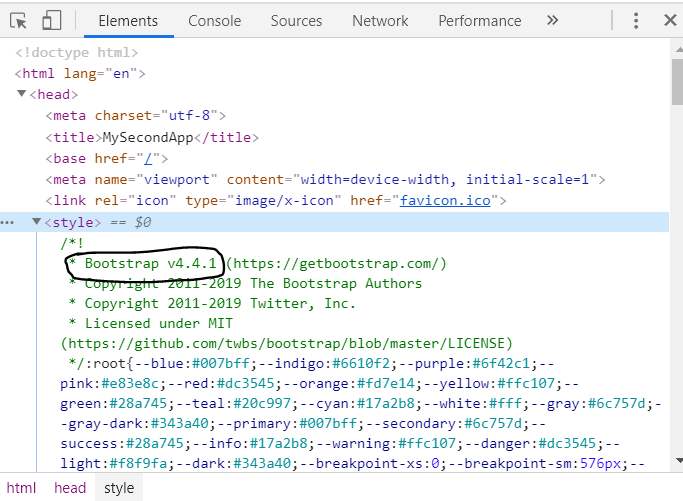 Elements Console Sources Network Performance »
<!doctype html>
<html lang="en">
<head>
<meta charset="utf-8">
<title>MySecondApp</title>
<base href="/">
<meta name="viewport" content="width=device-width, initial-scale=1">
<link rel="icon" type="image/x-icon" href="favicon.ico">
<style> == $0
/*!
* Bootstrap v4.4.1 (https://getbootstrap.com/)
* Copyright 2011-2019 The Bootstrap Authors
* Copyright 2011-2019 Twitter, Inc.
* Licensed under MIT
(https://github.com/twbs/bootstrap/blob/master/LICENSE)
*/:root{--blue:#007bff;--indigo:#6610f2;--purple:#6f42c1;--
pink:#e83e8c;--red:#dc3545;--orange:#fd7e14;--yellow:#ffc107;--
green:#28a745;--teal:#20c997;--cyan:#17a2b8;--white:#fff;--gray:#6c757d;-
-gray-dark:#343a40;--primary:#007bff;--secondary:#6c757d;--
success:#28a745;--info:#17a2b8;--warning:#ffc107;--danger:#dc3545;--
light:#f8f9fa;--dark:#343a40;--breakpoint-xs:0;--breakpoint-sm:576px;--
html head style